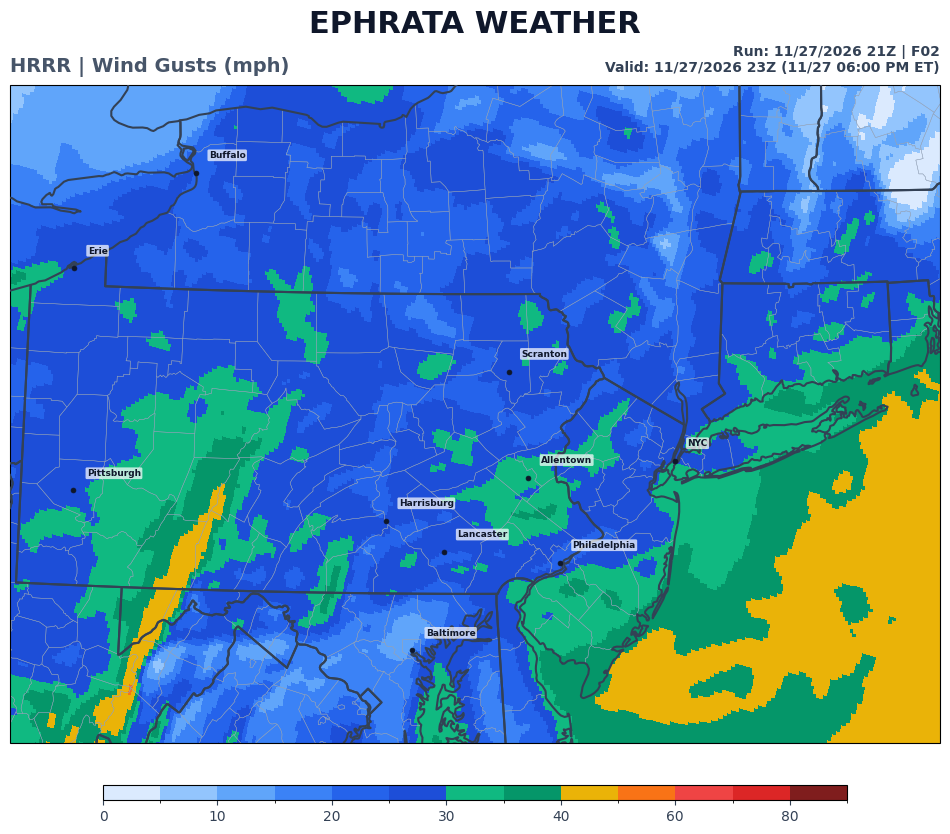 EPHRATA WEATHER
HRRR | Wind Gusts (mph)
Run: 11/27/2026 21Z | F02
Valid: 11/27/2026 23Z (11/27 06:00 PM ET)
Buffalo
Erie
Scranton
NYC
Allentown
Pittsburgh
Harrisburg
Lancaster
Philadelphia
Baltimore
0 10 20 30 40 50 60 70 80